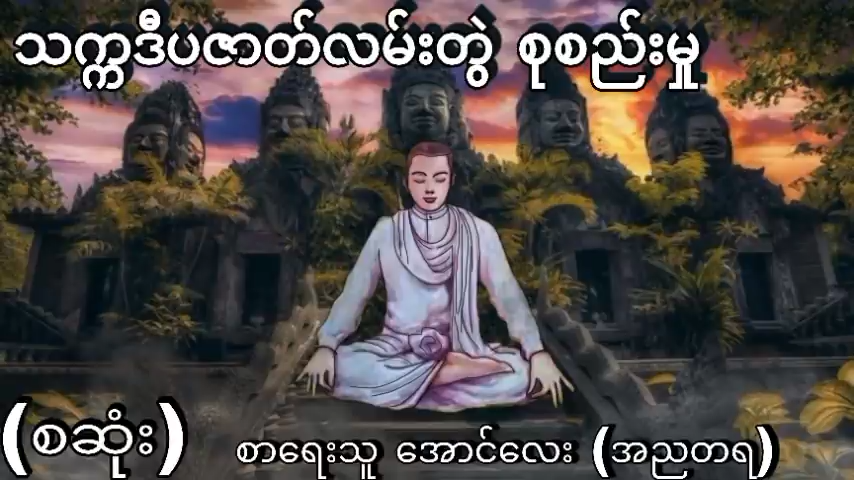 သက္ကဒီပဇာတ်လမ်းတွဲ စုစည်းမှု
(စဆုံး)
စာရေးသူ အောင်လေး (အညတရ)